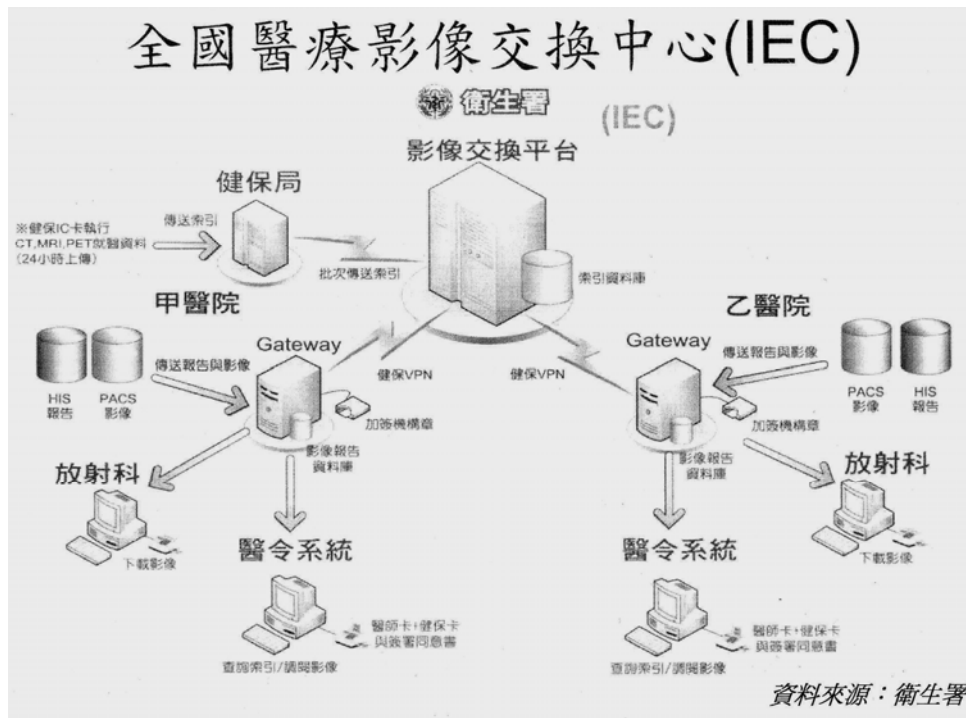 全國醫療影像交換中心(IEC)
衛生署
(IEC)
影像交換平台
健保局
※健保IC卡執行
CT,MRI,PET就醫資料
(24小時上傳)
傳送索引
批次傳送索引
索引資料庫
甲醫院
乙醫院
Gateway
Gateway
傳送報告與影像
傳送報告與影像
健保VPN
健保VPN
HIS
報告
PACS
影像
PACS
影像
HIS
報告
加簽機構章
加簽機構章
影像報告
資料庫
影像報告
資料庫
放射科
放射科
下載影像
下載影像
醫令系統
醫令系統
醫師卡+健保卡
與簽署同意書
醫師卡+健保卡
與簽署同意書
查詢索引/調閱影像
查詢索引/調閱影像
資料來源：衛生署